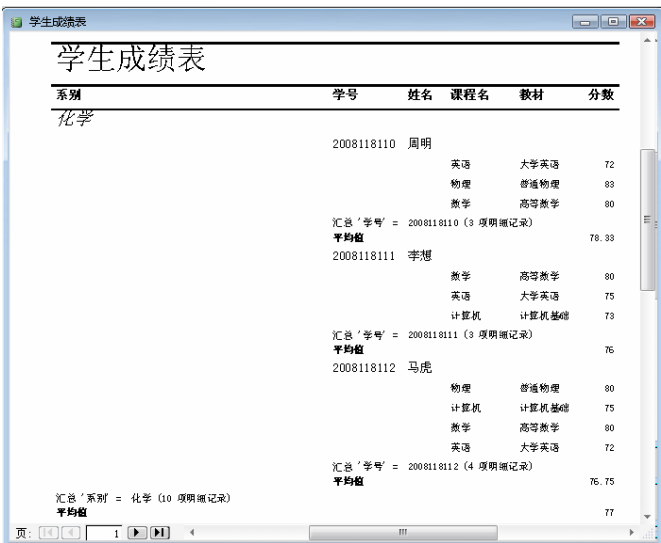 学生成绩表
学生成绩表
系别 学号 姓名 课程名 教材 分数
化学
2008118110 周明
英语 大学英语 72
物理 普通物理 83
数学 高等数学 80
汇总 '学号' = 2008118110 (3 项明细记录)
平均值 78.33
2008118111 李想
数学 高等数学 80
英语 大学英语 75
计算机 计算机基础 73
汇总 '学号' = 2008118111 (3 项明细记录)
平均值 76
2008118112 马虎
物理 普通物理 80
计算机 计算机基础 75
数学 高等数学 80
英语 大学英语 72
汇总 '学号' = 2008118112 (4 项明细记录)
平均值 76.75
汇总 '系别' = 化学 (10 项明细记录)
平均值 77
页: 1